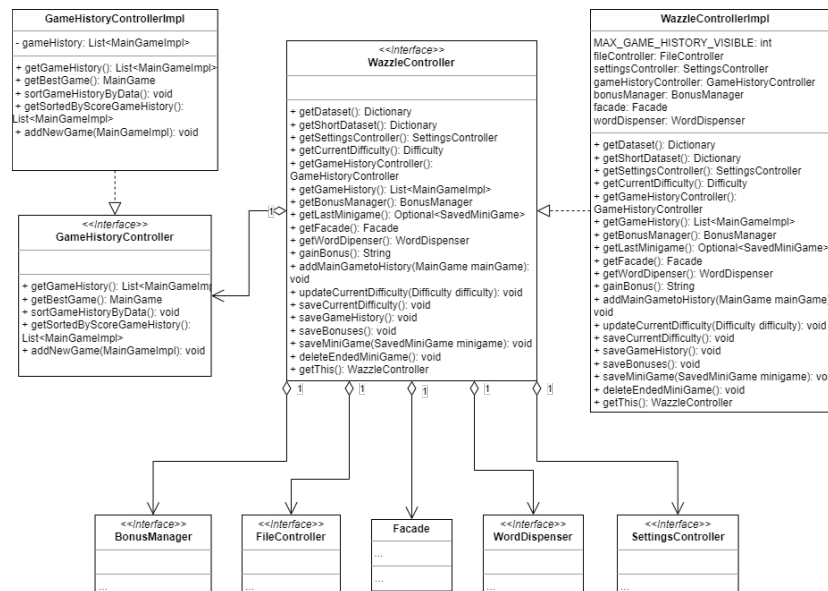 GameHistoryControllerImpl
- gameHistory: List<MainGameImpl>
+ getGameHistory(): List<MainGameImpl>
+ getBestGame(): MainGame
+ sortGameHistoryByData(): void
+ getSortedByScoreGameHistory():
List<MainGameImpl>
+ addNewGame(MainGameImpl): void
<<Interface>>
GameHistoryController
+ getGameHistory(): List<MainGameImpl
+ getBestGame(): MainGame
sortGameHistoryByData(): void
+ getSortedByScoreGameHistory():
List<MainGameImpl>
+ addNewGame(MainGameImpl): void
<<Interface>>
WazzleController
+ getDataset(): Dictionary
+ getShortDataset(): Dictionary
+ getSettingsController(): SettingsController
+ getCurrentDifficulty(): Difficulty
+ getGameHistoryController():
GameHistoryController
+ getGameHistory(): List<MainGameImpl>
+ getBonusManager(): BonusManager
+ getLastMinigame(): Optional<SavedMiniGame>
+ getFacade(): Facade
+ getWordDipenser(): WordDispenser
+ gainBonus(): String
+ addMainGametoHistory(MainGame mainGame):
void
+ updateCurrentDifficulty(Difficulty difficulty): void
+ saveCurrentDifficulty(): void
+ saveGameHistory(): void
+ saveBonuses(): void
+ saveMiniGame(SavedMiniGame minigame): void
+ deleteEndedMiniGame(): void
+ getThis(): WazzleController
WazzleControllerImpl
MAX_GAME_HISTORY_VISIBLE: int
fileController: FileController
settingsController: SettingsController
gameHistoryController: GameHistoryController
bonusManager: BonusManager
facade: Facade
wordDispenser: WordDispenser
+ getDataset(): Dictionary
+ getShortDataset(): Dictionary
+ getSettingsController(): SettingsController
+ getCurrentDifficulty(): Difficulty
+ getGameHistoryController():
GameHistoryController
+ getGameHistory(): List<MainGameImpl>
+ getBonusManager(): BonusManager
+ getLastMinigame(): Optional<SavedMiniGame>
+ getFacade(): Facade
+ getWordDipenser(): WordDispenser
+ gainBonus(): String
+ addMainGametoHistory(MainGame mainGame)
void
+ updateCurrentDifficulty(Difficulty difficulty): void
+ saveCurrentDifficulty(): void
+ saveGameHistory(): void
+ saveBonuses(): void
+ saveMiniGame(SavedMiniGame minigame): vo
+ deleteEndedMiniGame(): void
+ getThis(): WazzleController
1
1
1
1
1
1
<<Interface>>
BonusManager
...
<<Interface>>
FileController
...
Facade
...
...
<<Interface>>
WordDispenser
...
<<Interface>>
SettingsController
...